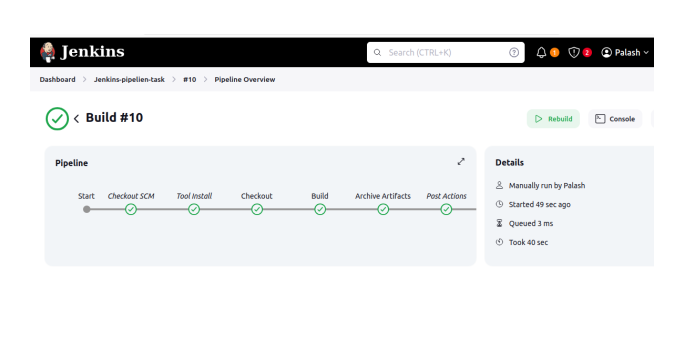 Jenkins
Search (CTRL+K)
1
2
Palash
Dashboard > Jenkins-pipelien-task > #10 > Pipeline Overview
Build #10
Rebuild
Console
Pipeline
Start Checkout SCM Tool Install Checkout Build Archive Artifacts Post Actions
Details
Manually run by Palash
Started 49 sec ago
Queued 3 ms
Took 40 sec